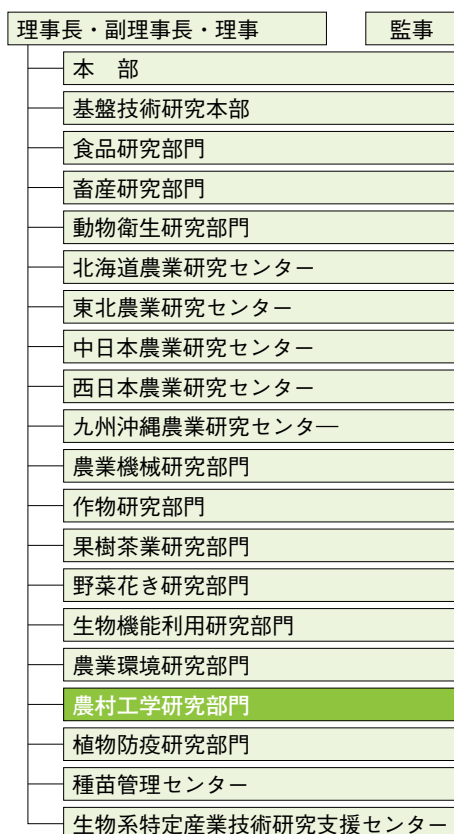 理事長・副理事長・理事 監事
本　部
基盤技術研究本部
食品研究部門
畜産研究部門
動物衛生研究部門
北海道農業研究センター
東北農業研究センター
中日本農業研究センター
西日本農業研究センター
九州沖縄農業研究センター
農業機械研究部門
作物研究部門
果樹茶業研究部門
野菜花き研究部門
生物機能利用研究部門
農業環境研究部門
農村工学研究部門
植物防疫研究部門
種苗管理センター
生物系特定産業技術研究支援センター